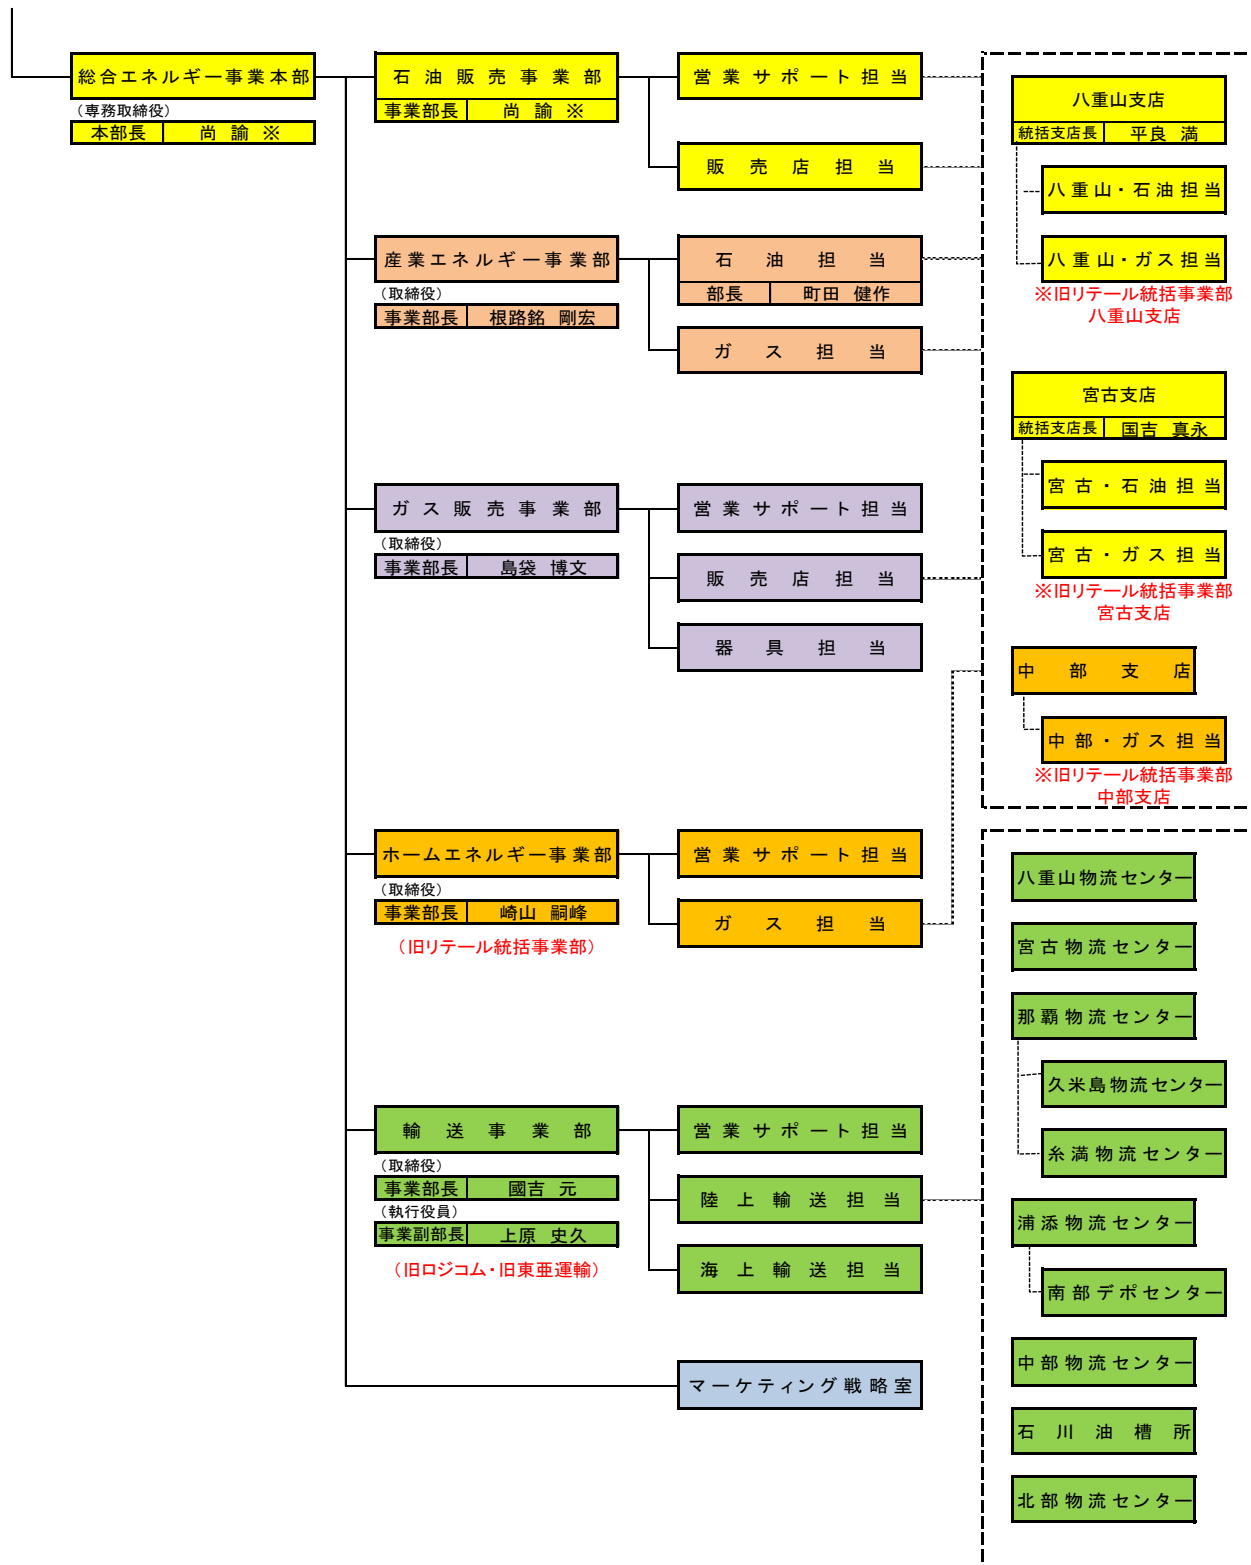 総合エネルギー事業本部
（専務取締役）
本部長 尚 諭 ※
石油販売事業部
事業部長 尚 諭 ※
営業サポート担当
販売店担当
産業エネルギー事業部
（取締役）
事業部長 根路銘 剛宏
石油担当
部長 町田 健作
ガス担当
ガス販売事業部
（取締役）
事業部長 島袋 博文
営業サポート担当
販売店担当
器具担当
ホームエネルギー事業部
（取締役）
事業部長 崎山 嗣峰
（旧リテール統括事業部）
営業サポート担当
ガス担当
輸送事業部
（取締役）
事業部長 國吉 元
（執行役員）
事業副部長 上原 史久
（旧ロジコム・旧東亜運輸）
営業サポート担当
陸上輸送担当
海上輸送担当
マーケティング戦略室
八重山支店
統括支店長 平良 満
八重山・石油担当
八重山・ガス担当
※旧リテール統括事業部
八重山支店
宮古支店
統括支店長 国吉 真永
宮古・石油担当
宮古・ガス担当
※旧リテール統括事業部
宮古支店
中部支店
中部・ガス担当
※旧リテール統括事業部
中部支店
八重山物流センター
宮古物流センター
那覇物流センター
久米島物流センター
糸満物流センター
浦添物流センター
南部デポセンター
中部物流センター
石川油槽所
北部物流センター